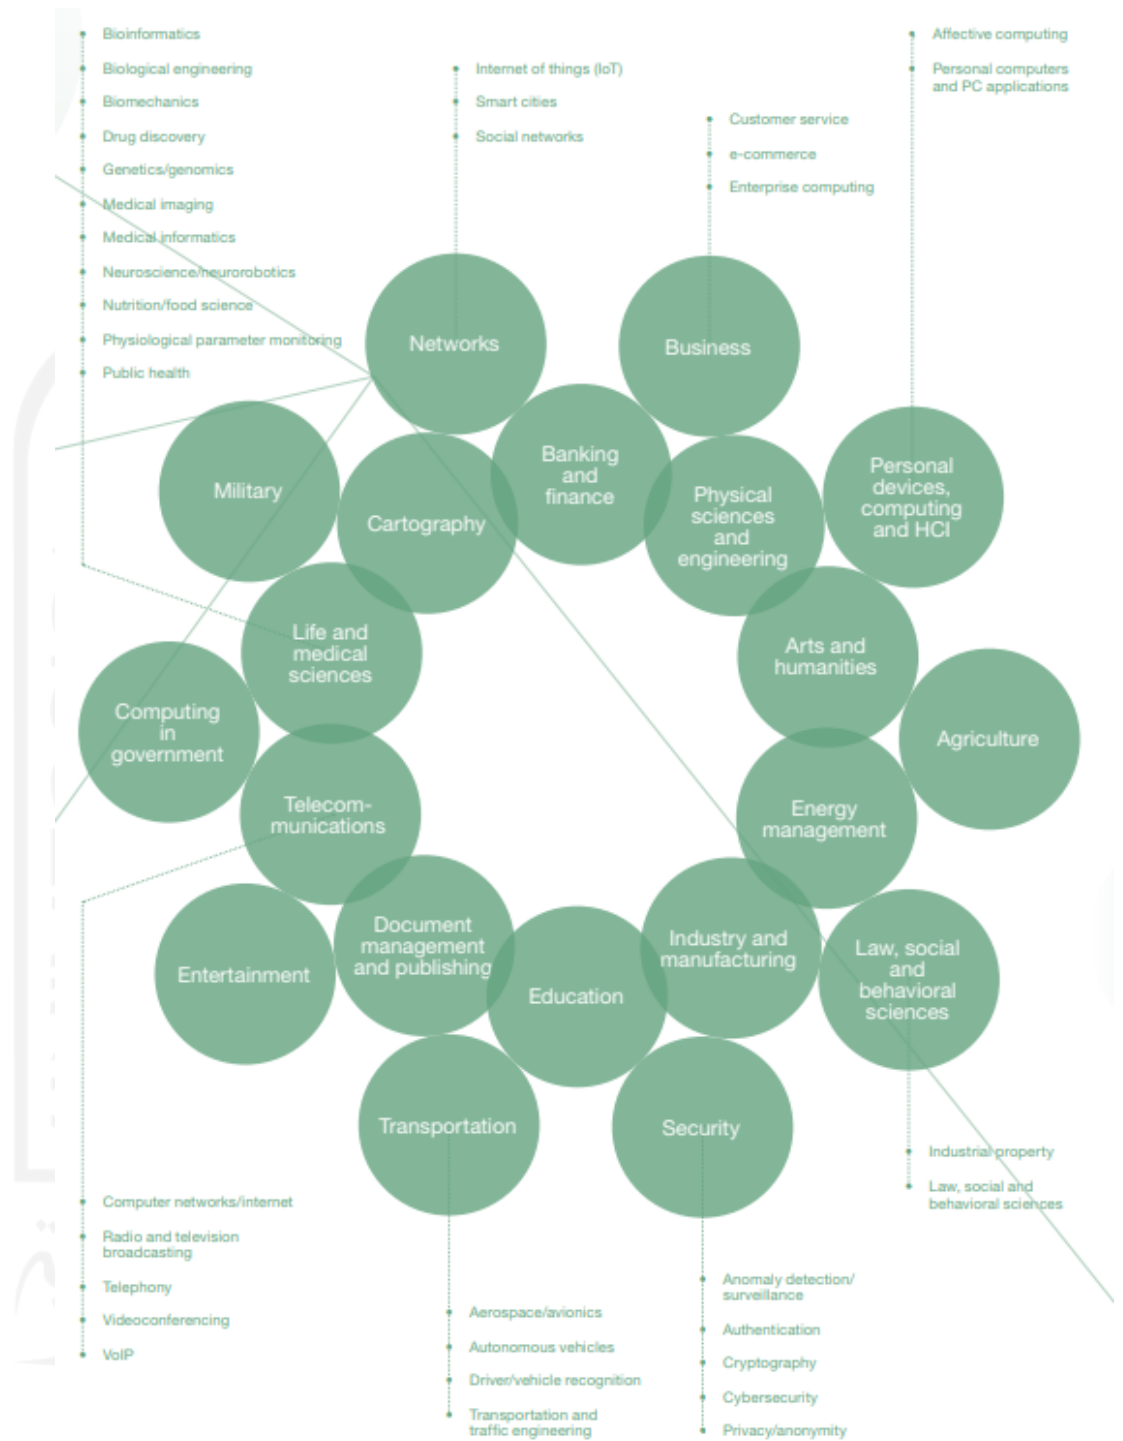 Bioinformatics
Biological engineering
Biomechanics
Drug discovery
Genetics/genomics
Medical imaging
Medical informatics
Neuroscience/neurorobotics
Nutrition/food science
Physiological parameter monitoring
Public health
Internet of things (IoT)
Smart cities
Social networks
Customer service
e-commerce
Enterprise computing
Affective computing
Personal computers
and PC applications
Networks
Business
Banking
and
finance
Personal
devices,
computing
and HCI
Military
Cartography
Physical
sciences
and
engineering
Life and
medical
sciences
Arts and
humanities
Computing
in
government
Agriculture
Telecom-
munications
Energy
management
Entertainment
Document
management
and publishing
Education
Industry and
manufacturing
Law, social
and
behavioral
sciences
Transportation
Security
Industrial property
Law, social and
behavioral sciences
Computer networks/internet
Radio and television
broadcasting
Telephony
Videoconferencing
VoIP
Aerospace/avionics
Autonomous vehicles
Driver/vehicle recognition
Transportation and
traffic engineering
Anomaly detection/
surveillance
Authentication
Cryptography
Cybersecurity
Privacy/anonymity